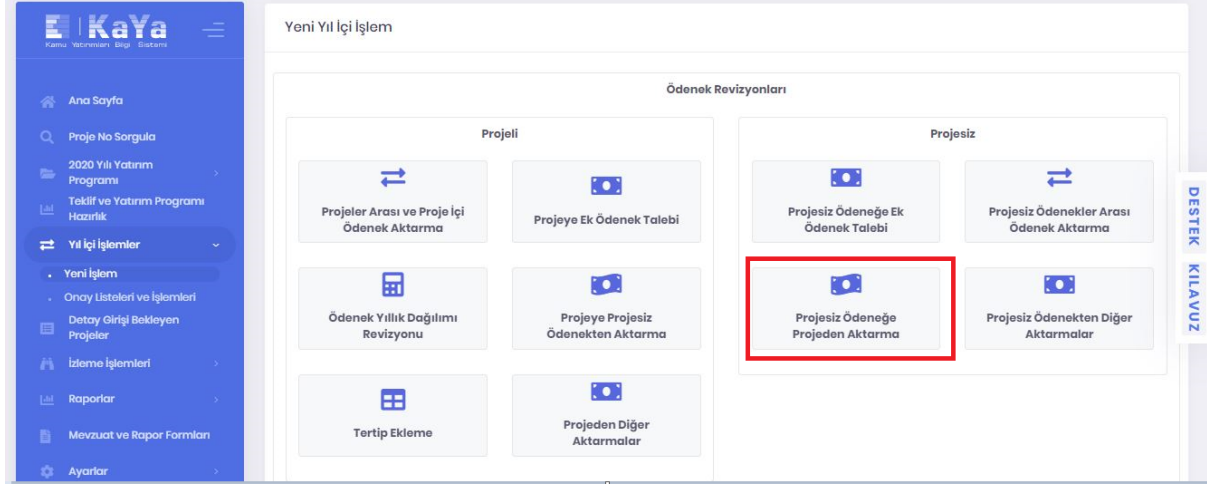 KaYa
Kamu Yatırımları Bilgi Sistemi
Ana Sayfa
Proje No Sorgula
2020 Yılı Yatırım
Programı
Teklif ve Yatırım Programı
Hazırlık
Yıl İçi İşlemler
Yeni İşlem
Onay Listeleri ve İşlemleri
Detay Girişi Bekleyen
Projeler
İzleme İşlemleri
Raporlar
Mevzuat ve Rapor Formları
Ayarlar
Yeni Yıl İçi İşlem
Ödenek Revizyonları
Projeli
Projeler Arası ve Proje İçi
Ödenek Aktarma
Projeye Ek Ödenek Talebi
Ödenek Yıllık Dağılımı
Revizyonu
Projeye Projesiz
Ödenekten Aktarma
Tertip Ekleme
Projeden Diğer
Aktarmalar
Projesiz
Projesiz Ödeneğe Ek
Ödenek Talebi
Projesiz Ödenekler Arası
Ödenek Aktarma
Projesiz Ödeneğe
Projeden Aktarma
Projesiz Ödenekten Diğer
Aktarmalar
DESTEK
KILAVUZ